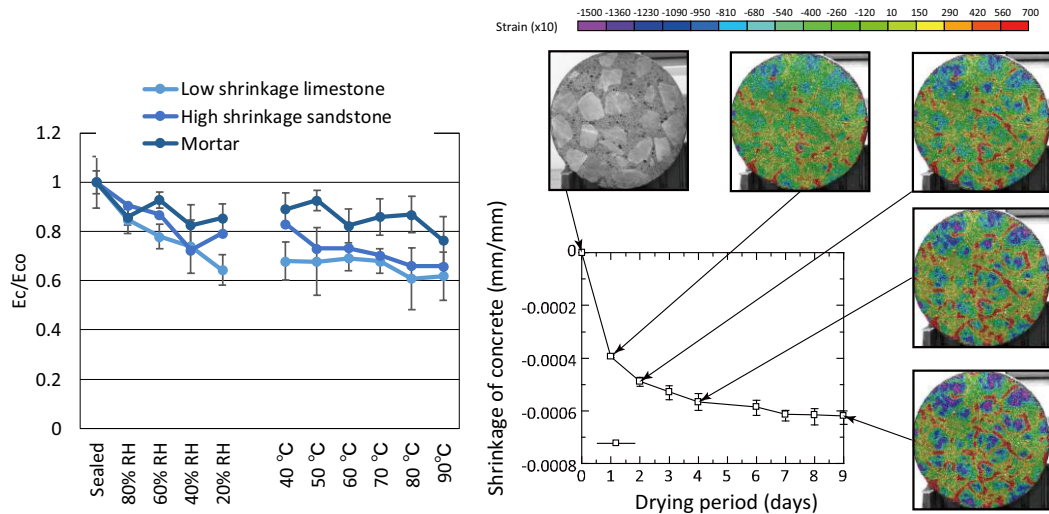 Low shrinkage limestone
High shrinkage sandstone
Mortar
Ec/Eco
1.2
1
0.8
0.6
0.4
0.2
0
Sealed
80% RH
60% RH
40% RH
20% RH
40 °C
50 °C
60 °C
70 °C
80 °C
90°C
Strain (x10)
-1500 -1360 -1230 -1090 -950 -810 -680 -540 -400 -260 -120 10 150 290 420 560 700
Shrinkage of concrete (mm/mm)
0
-0.0002
-0.0004
-0.0006
-0.0008
0 1 2 3 4 5 6 7 8 9
Drying period (days)